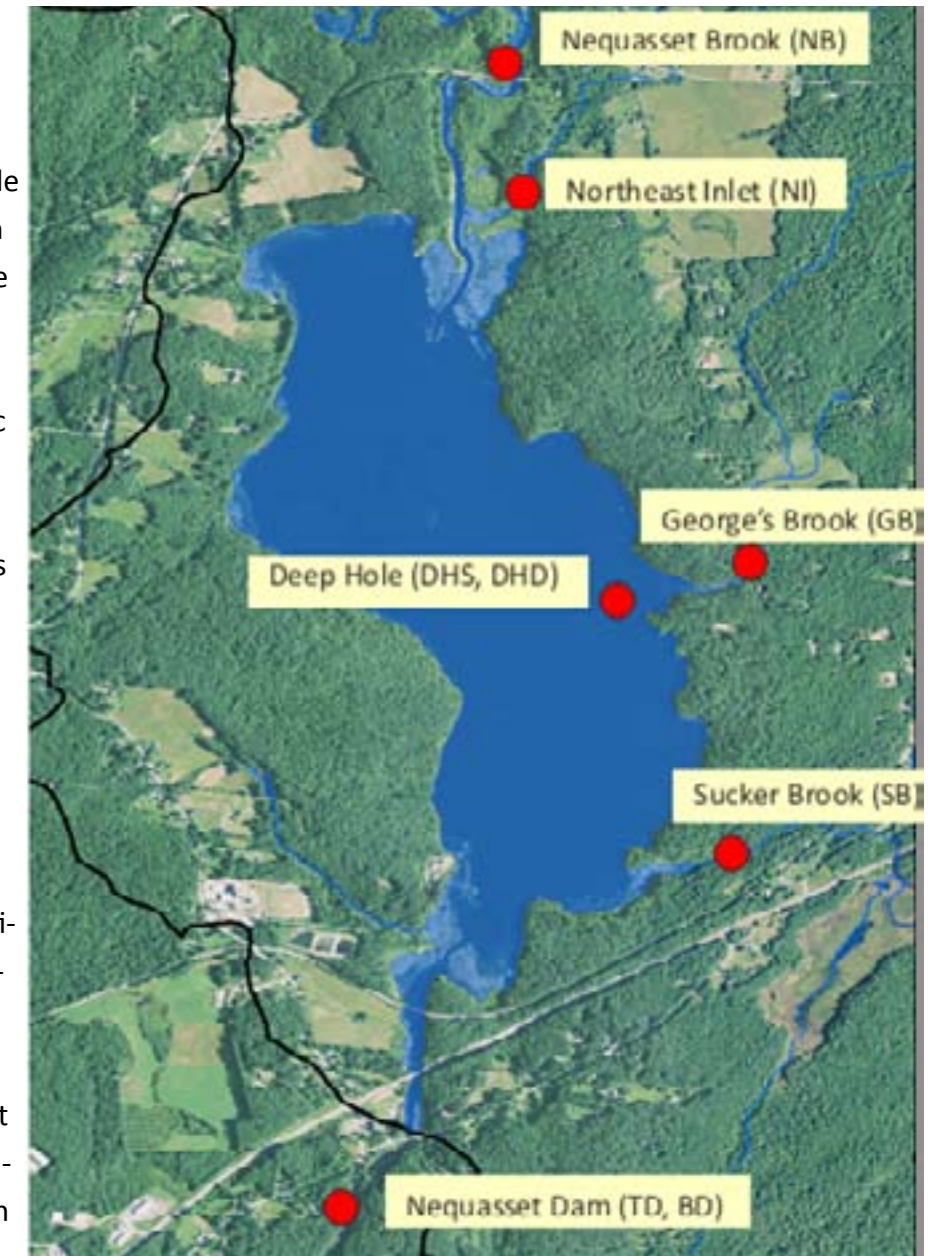 Nequasset Brook (NB)
Northeast Inlet (NI)
George's Brook (GB)
Deep Hole (DHS, DHD)
Sucker Brook (SB)
Nequasset Dam (TD, BD)